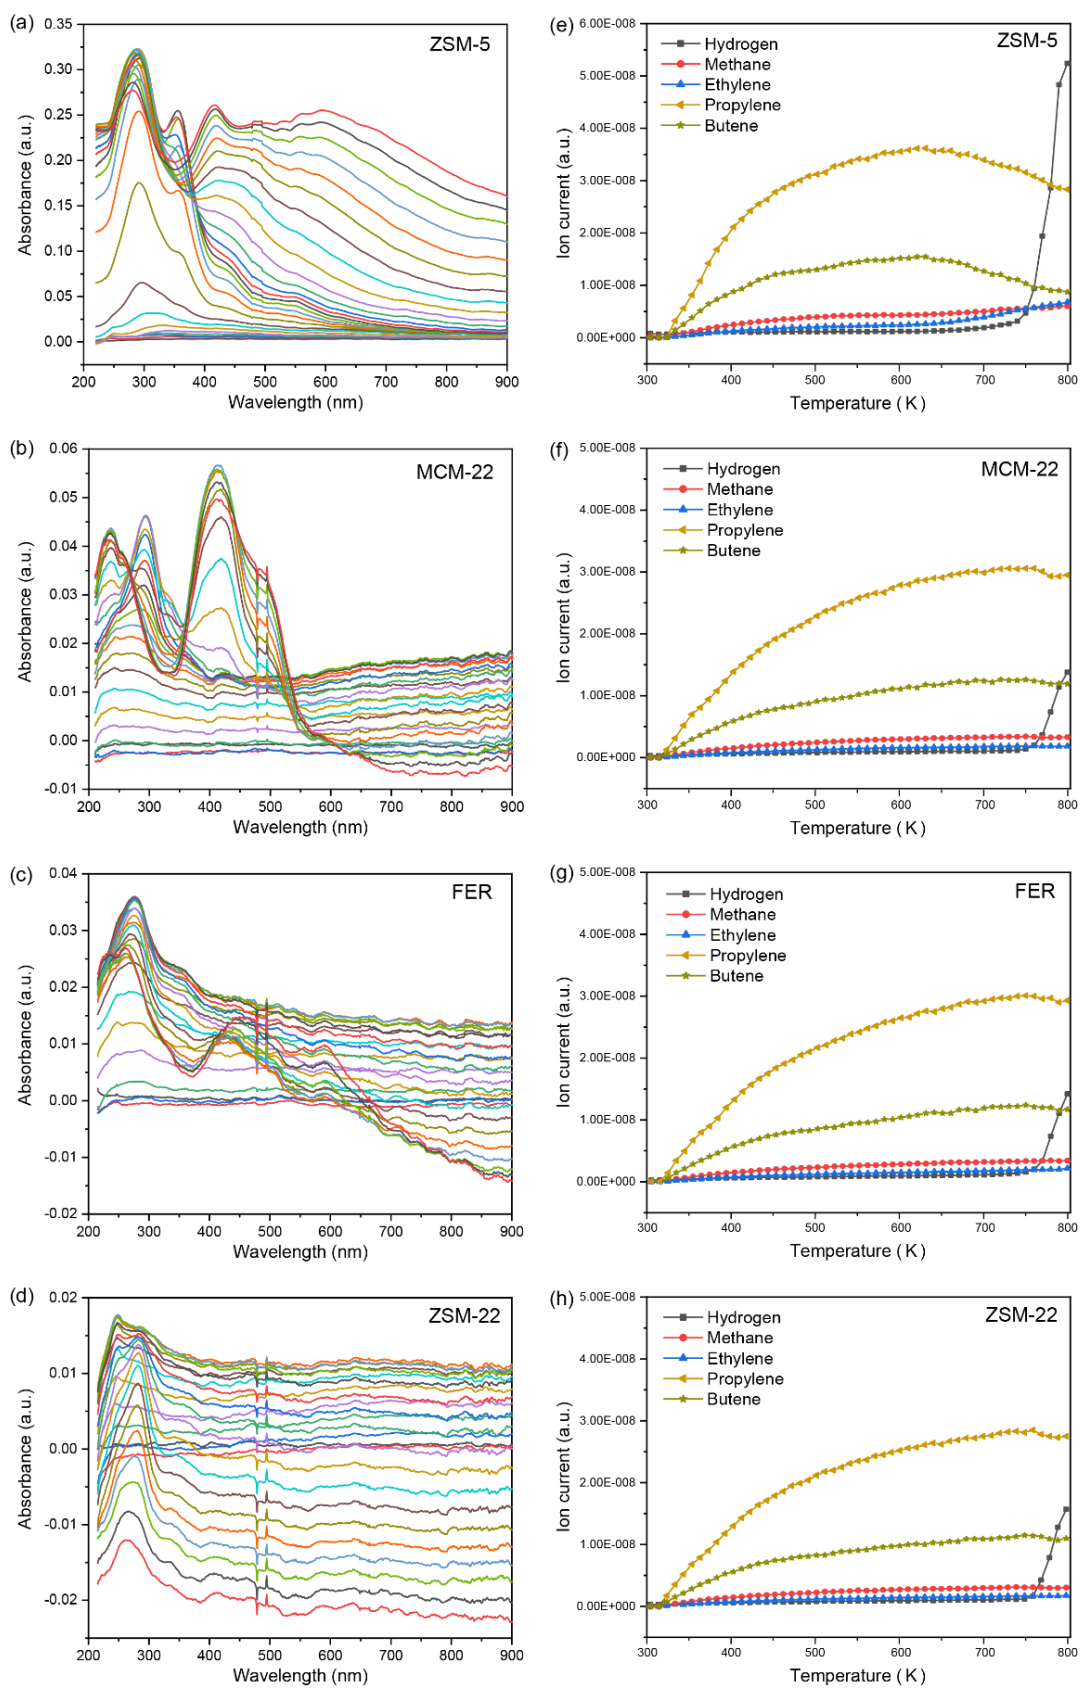 (a)
ZSM-5
0.35
0.30
0.25
0.20
0.15
0.10
0.05
0.00
Absorbance (a.u.)
200 300 400 500 600 700 800 900
Wavelength (nm)
(e)
ZSM-5
Hydrogen
Methane
Ethylene
Propylene
Butene
6.00E-008
5.00E-008
4.00E-008
3.00E-008
2.00E-008
1.00E-008
0.00E+000
Ion current (a.u.)
300 400 500 600 700 800
Temperature ( K )
(b)
MCM-22
0.06
0.05
0.04
0.03
0.02
0.01
0.00
-0.01
Absorbance (a.u.)
200 300 400 500 600 700 800 900
Wavelength (nm)
(f)
MCM-22
Hydrogen
Methane
Ethylene
Propylene
Butene
5.00E-008
4.00E-008
3.00E-008
2.00E-008
1.00E-008
0.00E+000
Ion current (a.u.)
300 400 500 600 700 800
Temperature ( K )
(c)
FER
0.04
0.03
0.02
0.01
0.00
-0.01
-0.02
Absorbance (a.u.)
200 300 400 500 600 700 800 900
Wavelength (nm)
(g)
FER
Hydrogen
Methane
Ethylene
Propylene
Butene
5.00E-008
4.00E-008
3.00E-008
2.00E-008
1.00E-008
0.00E+000
Ion current (a.u.)
300 400 500 600 700 800
Temperature ( K )
(d)
ZSM-22
0.02
0.01
0.00
-0.01
-0.02
Absorbance (a.u.)
200 300 400 500 600 700 800 900
Wavelength (nm)
(h)
ZSM-22
Hydrogen
Methane
Ethylene
Propylene
Butene
5.00E-008
4.00E-008
3.00E-008
2.00E-008
1.00E-008
0.00E+000
Ion current (a.u.)
300 400 500 600 700 800
Temperature ( K )